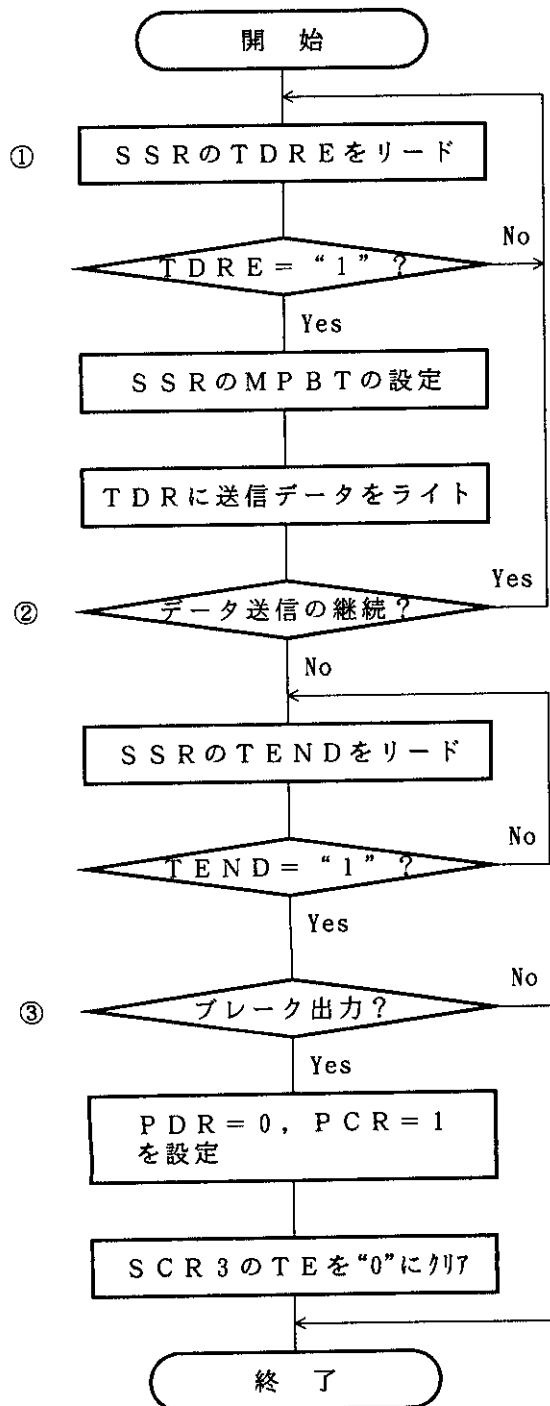 開 始
① SSRのTDREをリード
No
TDRE=“1”?
Yes
SSRのMPBTの設定
TDRに送信データをライト
Yes
② データ送信の継続?
No
SSRのTENDをリード
No
TEND=“1”?
Yes
No
③ ブレーク出力?
Yes
PDR=0, PCR=1
を設定
SCR3のTEを“0”にクリア
終 了